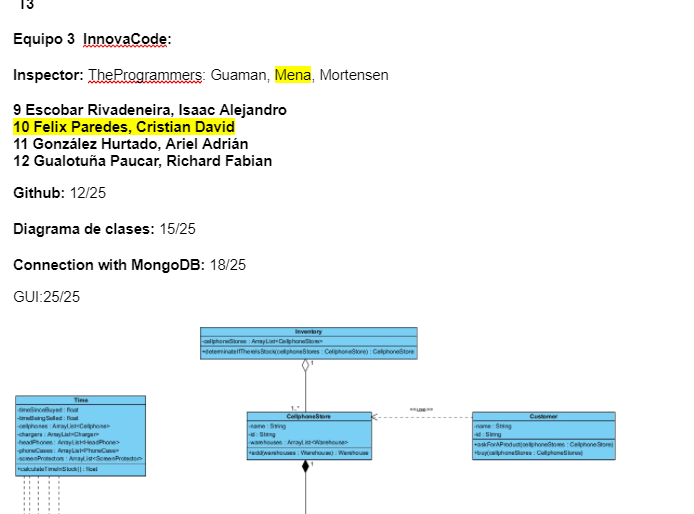 13
Equipo 3 InnovaCode:
Inspector: TheProgrammers: Guaman, Mena, Mortensen
9 Escobar Rivadeneira, Isaac Alejandro
10 Felix Paredes, Cristian David
11 González Hurtado, Ariel Adrián
12 Gualotuña Paucar, Richard Fabian
Github: 12/25
Diagrama de clases: 15/25
Connection with MongoDB: 18/25
GUI:25/25
Inventory
-cellphoneStores : ArrayList<CellphoneStore>
+determinateIfThereIsStock(cellphoneStores : CellphoneStore) : CellphoneStore
1
1..*
Time
-timeSinceBuyed : float
-timeBeingSelled : float
-cellphones : ArrayList<Cellphone>
-chargers : ArrayList<Charger>
-headPhones : ArrayList<HeadPhone>
-phoneCases : ArrayList<PhoneCase>
-screenProtectors : ArrayList<ScreenProtector>
+calculateTimeInStock() : float
CellphoneStore
-name : String
-id : String
-warehouses : ArrayList<Warehouse>
+add(warehouses : Warehouse) : Warehouse
1
<<use>>
Customer
-name : String
-id : String
+askForAProduct(cellphoneStores : CellphoneStore)
+buy(cellphoneStores : CellphoneStores)